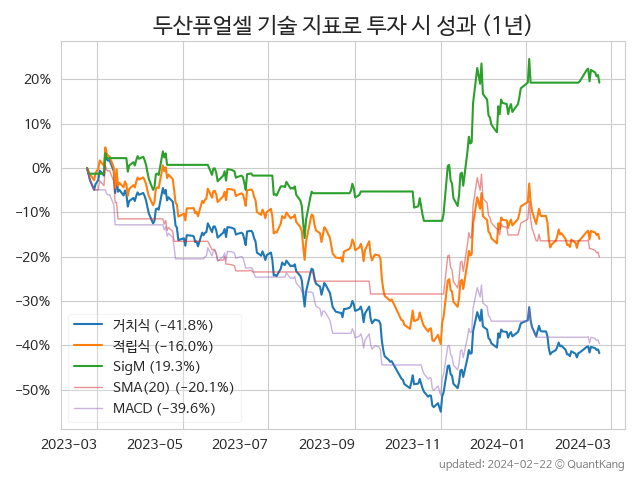 두산퓨얼셀 기술 지표로 투자 시 성과 (1년)
20%
10%
0%
−10%
−20%
−30%
−40%
−50%
거치식 (−41.8%)
적립식 (−16.0%)
SigM (19.3%)
SMA(20) (−20.1%)
MACD (−39.6%)
2023−03 2023−05 2023−07 2023−09 2023−11 2024−01 2024−03
updated: 2024−02−22 ⓒ QuantKang